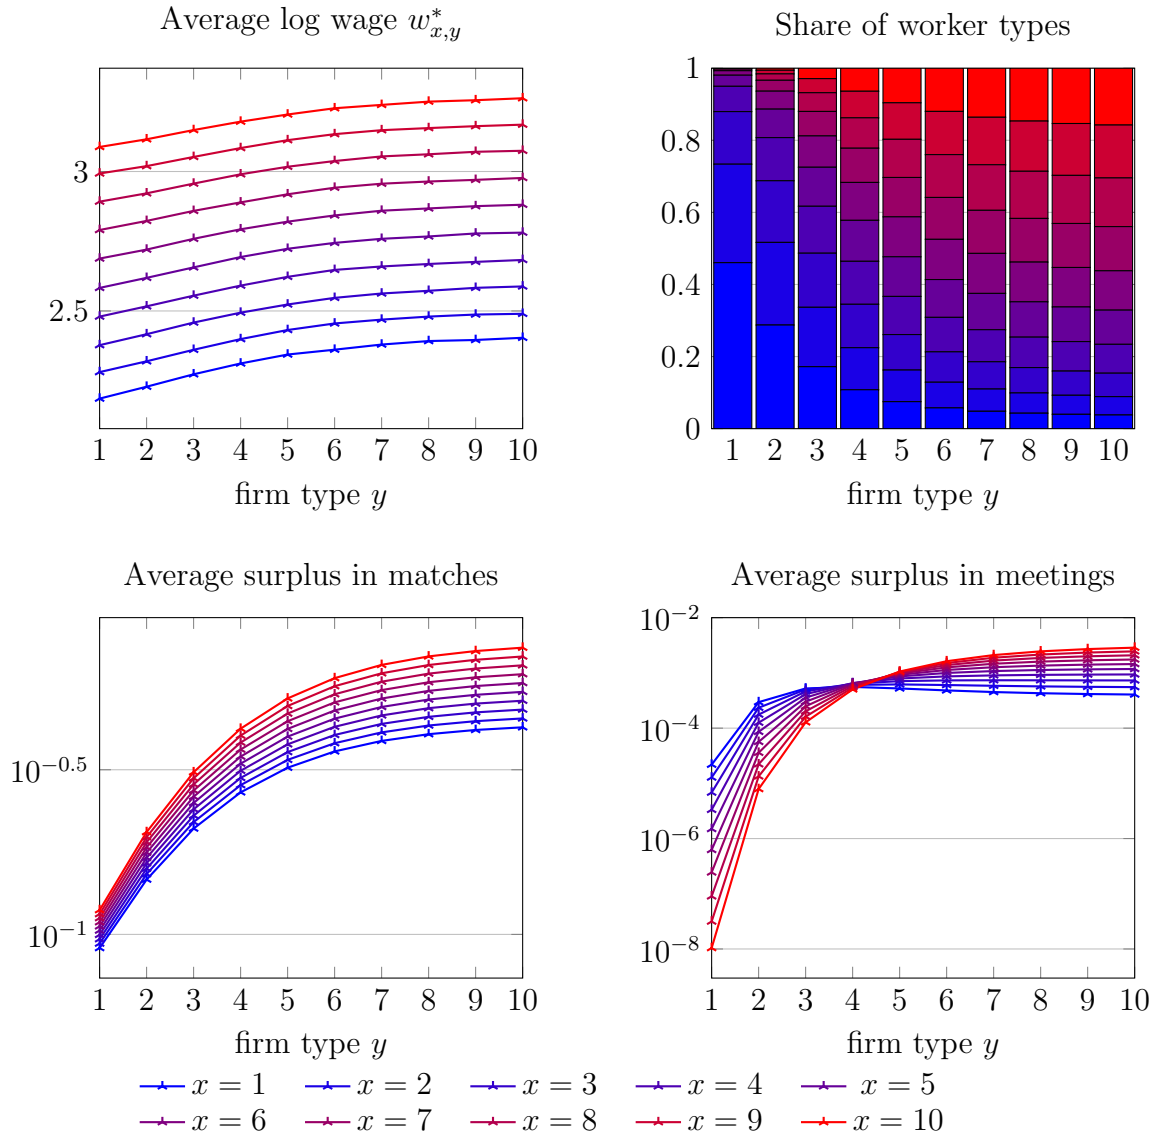 Average log wage $w^*_{x,y}$
3
2.5
1 2 3 4 5 6 7 8 9 10
firm type $y$
Share of worker types
1
0.8
0.6
0.4
0.2
0
1 2 3 4 5 6 7 8 9 10
firm type $y$
Average surplus in matches
$10^{-0.5}$
$10^{-1}$
1 2 3 4 5 6 7 8 9 10
firm type $y$
Average surplus in meetings
$10^{-2}$
$10^{-4}$
$10^{-6}$
$10^{-8}$
1 2 3 4 5 6 7 8 9 10
firm type $y$
$x = 1$ $x = 2$ $x = 3$ $x = 4$ $x = 5$
$x = 6$ $x = 7$ $x = 8$ $x = 9$ $x = 10$